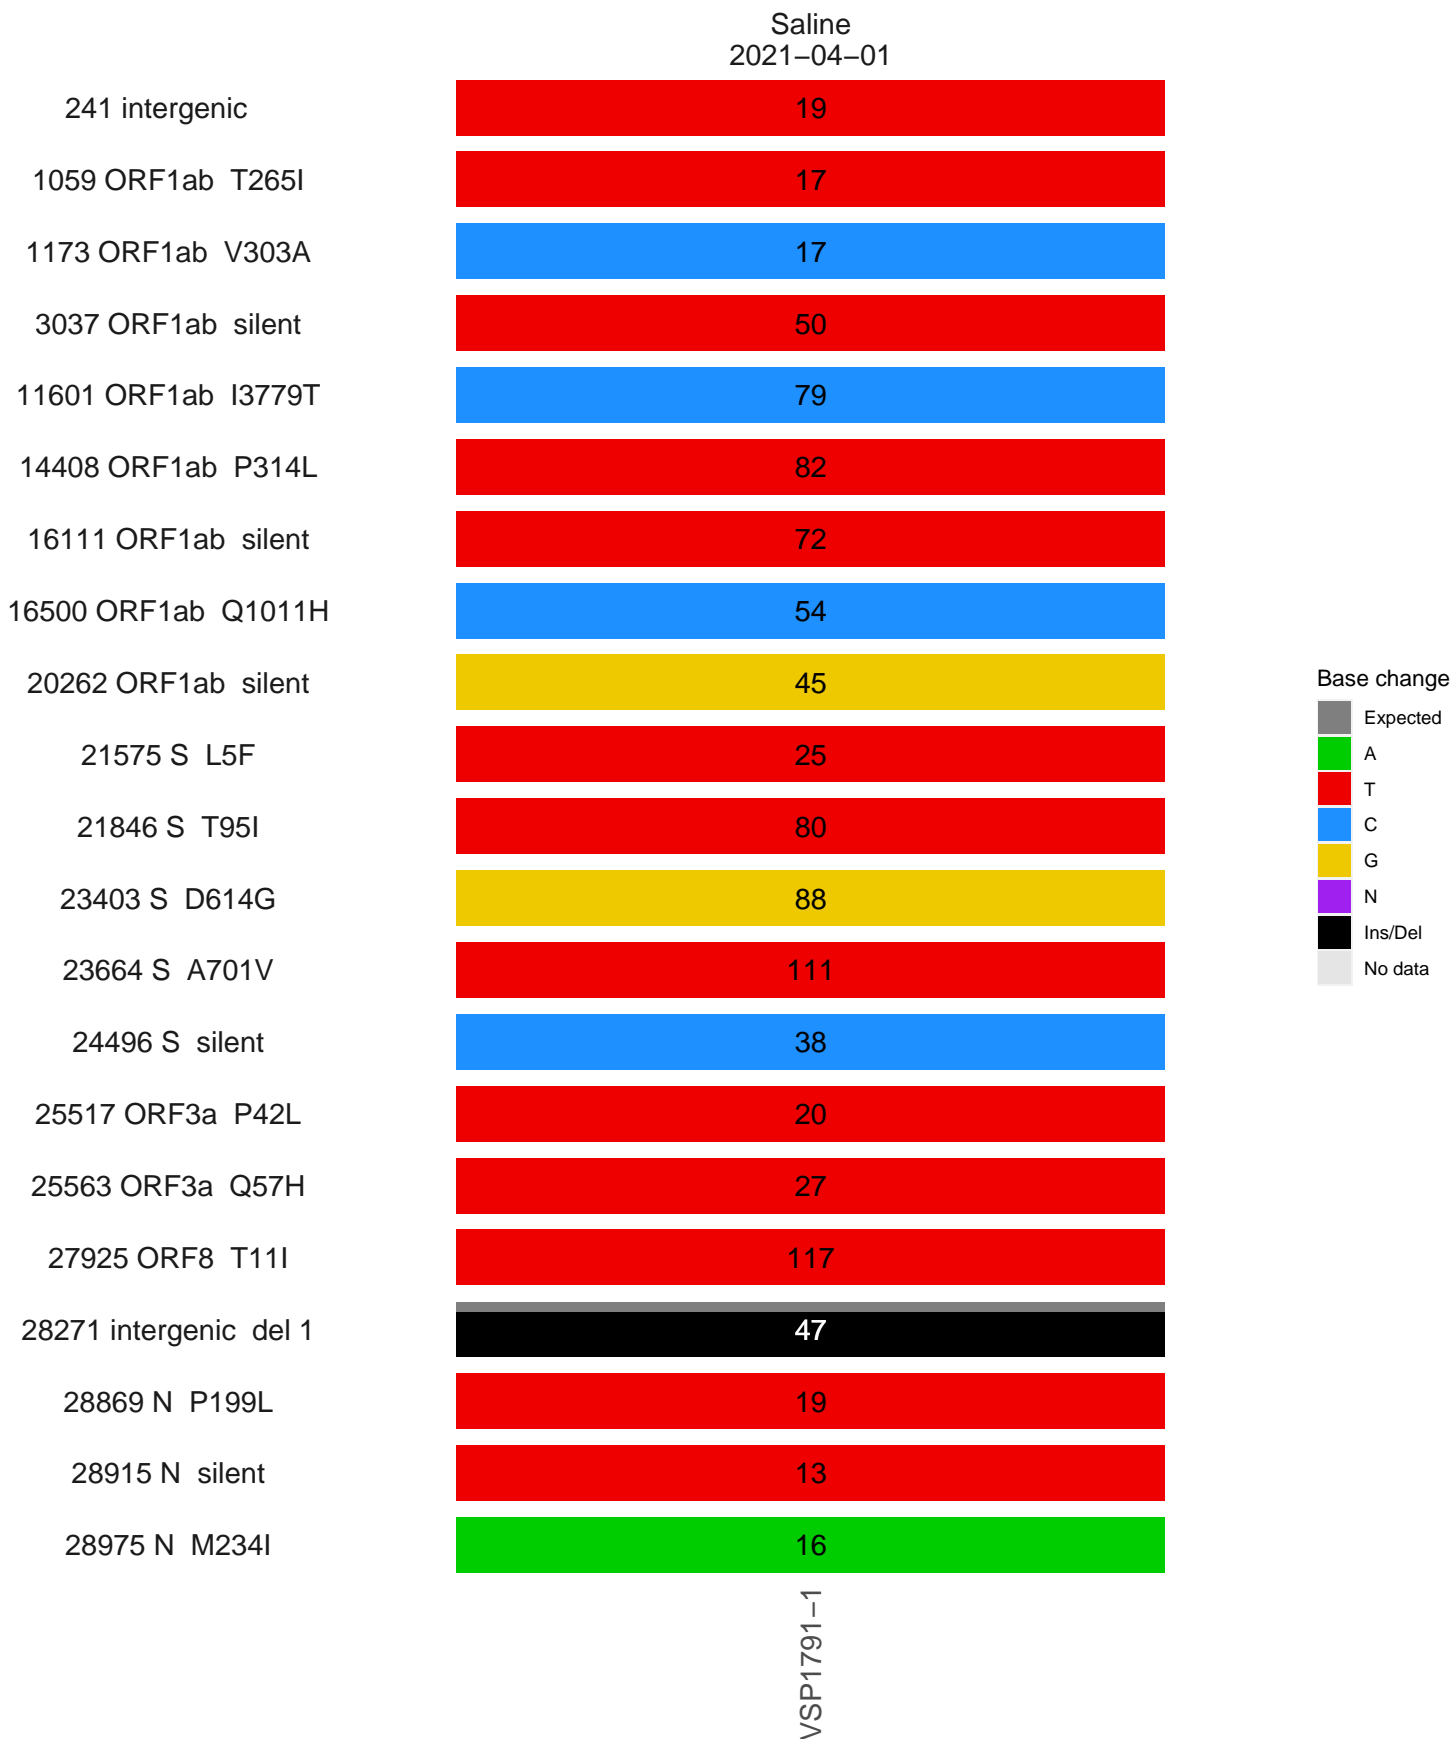 Saline
2021−04−01
241 intergenic 19
1059 ORF1ab T265I 17
1173 ORF1ab V303A 17
3037 ORF1ab silent 50
11601 ORF1ab I3779T 79
14408 ORF1ab P314L 82
16111 ORF1ab silent 72
16500 ORF1ab Q1011H 54
20262 ORF1ab silent 45
21575 S L5F 25
21846 S T95I 80
23403 S D614G 88
23664 S A701V 111
24496 S silent 38
25517 ORF3a P42L 20
25563 ORF3a Q57H 27
27925 ORF8 T11I 117
28271 intergenic del 1 47
28869 N P199L 19
28915 N silent 13
28975 N M234I 16
VSP1791−1
Base change
Expected
A
T
C
G
N
Ins/Del
No data